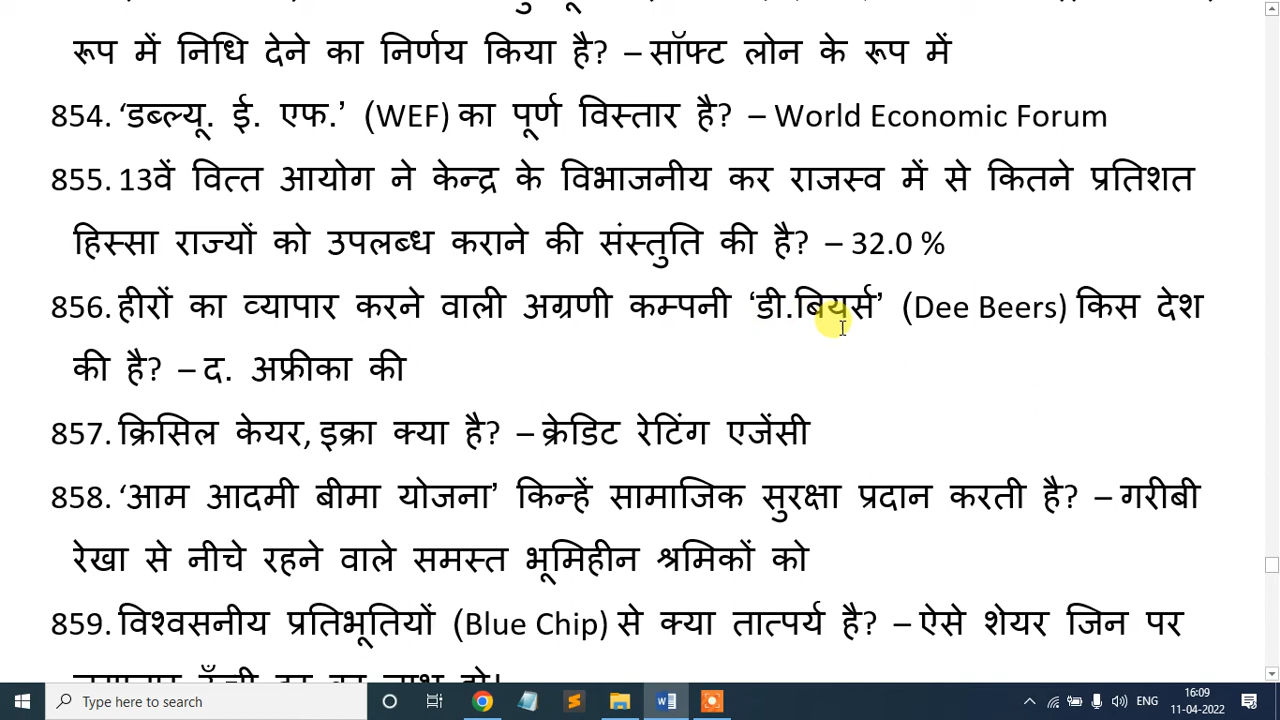 रूप में निधि देने का निर्णय किया है? – सॉफ्ट लोन के रूप में
854. ‘डब्ल्यू. ई. एफ.’ (WEF) का पूर्ण विस्तार है? – World Economic Forum
855. 13वें वित्त आयोग ने केन्द्र के विभाजनीय कर राजस्व में से कितने प्रतिशत
हिस्सा राज्यों को उपलब्ध कराने की संस्तुति की है? – 32.0 %
856. हीरों का व्यापार करने वाली अग्रणी कम्पनी ‘डी.बियर्स’ (Dee Beers) किस देश
की है? – द. अफ्रीका की
857. क्रिसिल केयर, इक्रा क्या है? – क्रेडिट रेटिंग एजेंसी
858. ‘आम आदमी बीमा योजना’ किन्हें सामाजिक सुरक्षा प्रदान करती है? – गरीबी
रेखा से नीचे रहने वाले समस्त भूमिहीन श्रमिकों को
859. विश्वसनीय प्रतिभूतियों (Blue Chip) से क्या तात्पर्य है? – ऐसे शेयर जिन पर
Type here to search
ENG
16:09
11-04-2022